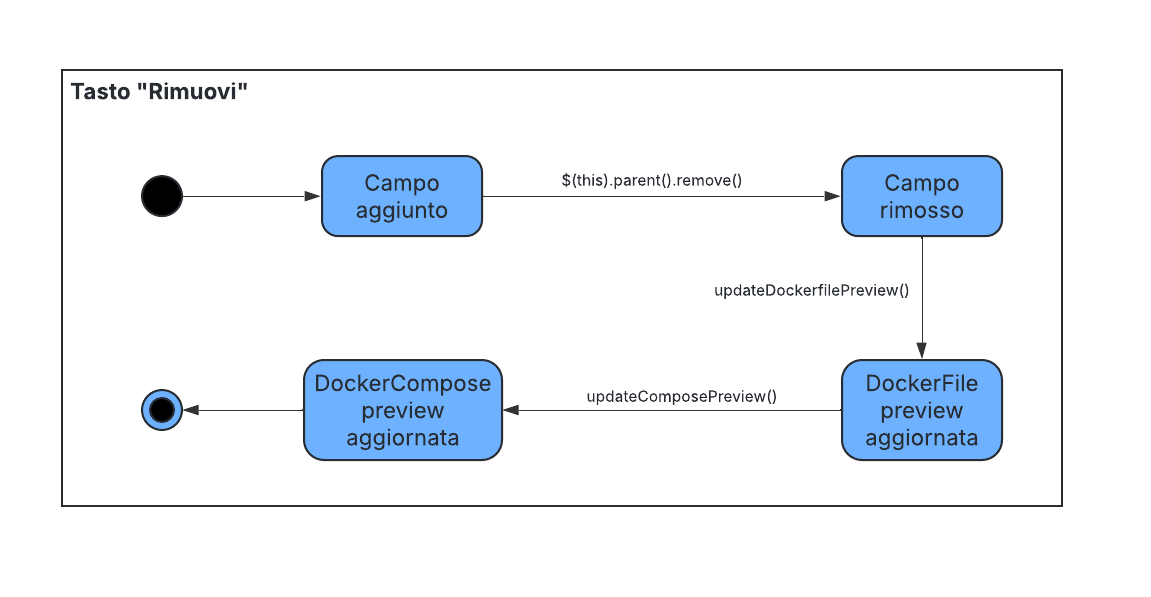 Tasto "Rimuovi"
Campo
aggiunto
$(this).parent().remove()
Campo
rimosso
updateDockerfilePreview()
DockerFile
preview
aggiornata
updateComposePreview()
DockerCompose
preview
aggiornata